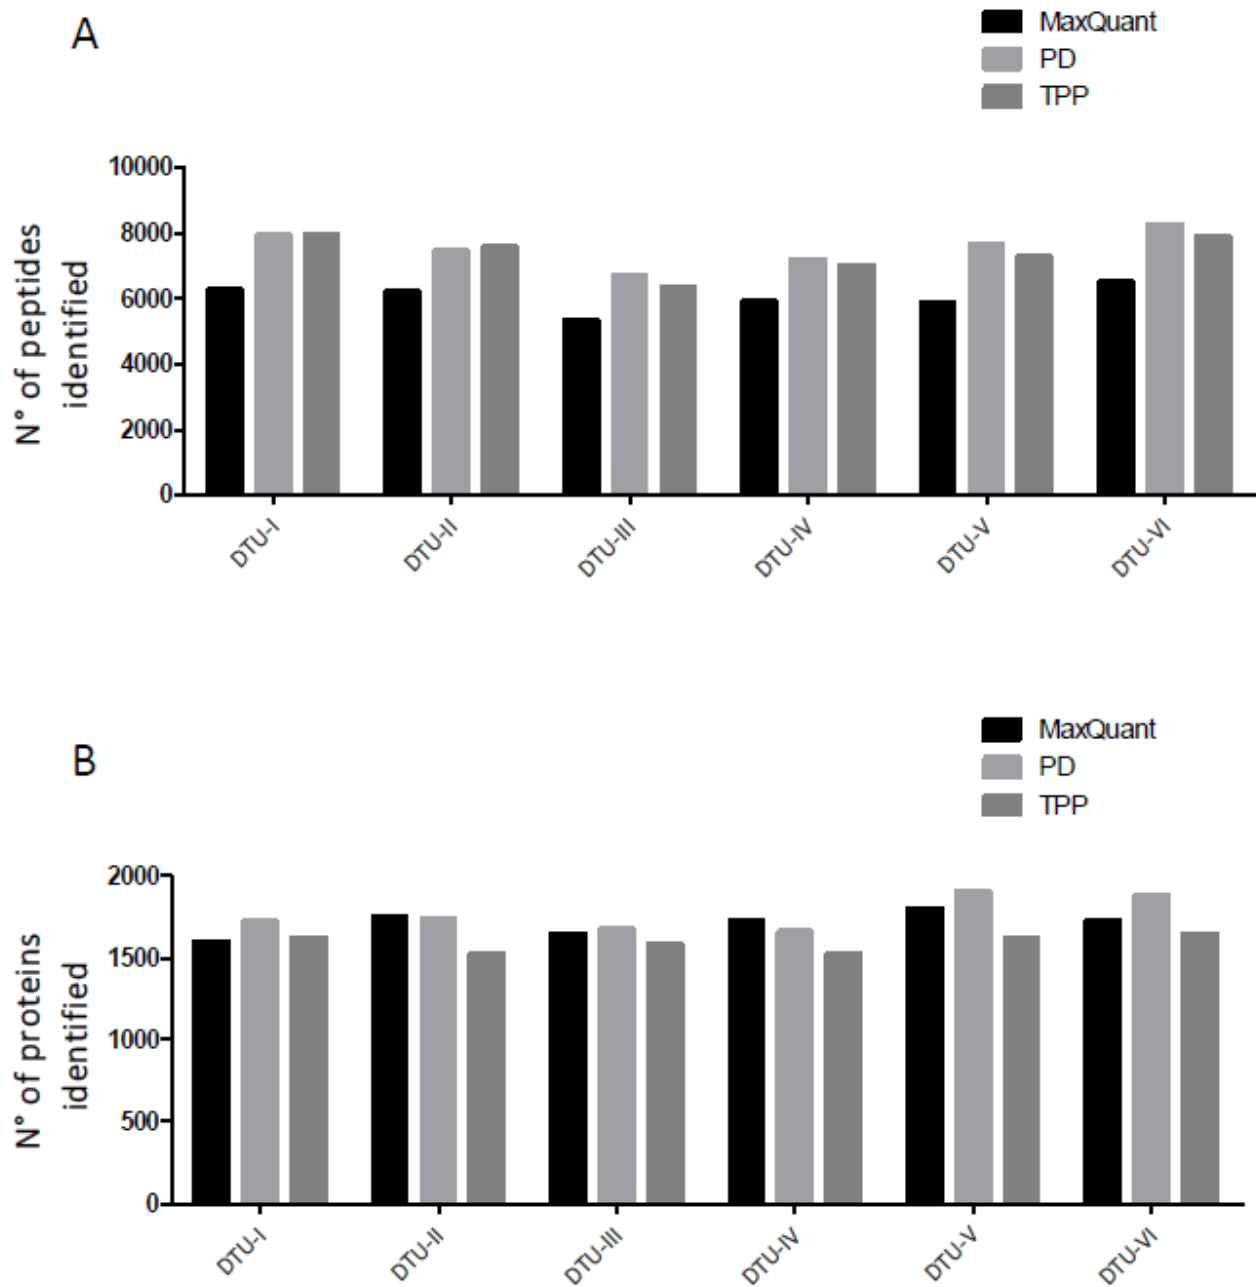 A
MaxQuant
PD
TPP
N° of peptides
identified
10000
8000
6000
4000
2000
0
DTU-I
DTU-II
DTU-III
DTU-IV
DTU-V
DTU-VI
B
MaxQuant
PD
TPP
N° of proteins
identified
2000
1500
1000
500
0
DTU-I
DTU-II
DTU-III
DTU-IV
DTU-V
DTU-VI